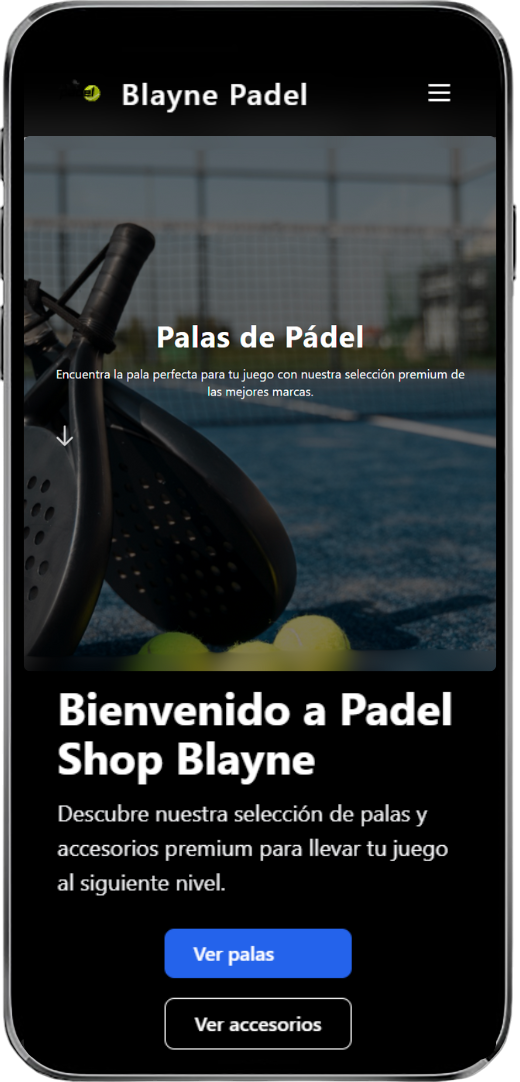 Blayne Padel
Palas de Pádel
Encuentra la pala perfecta para tu juego con nuestra selección premium de
las mejores marcas.
Bienvenido a Padel
Shop Blayne
Descubre nuestra selección de palas y
accesorios premium para llevar tu juego
al siguiente nivel.
Ver palas
Ver accesorios